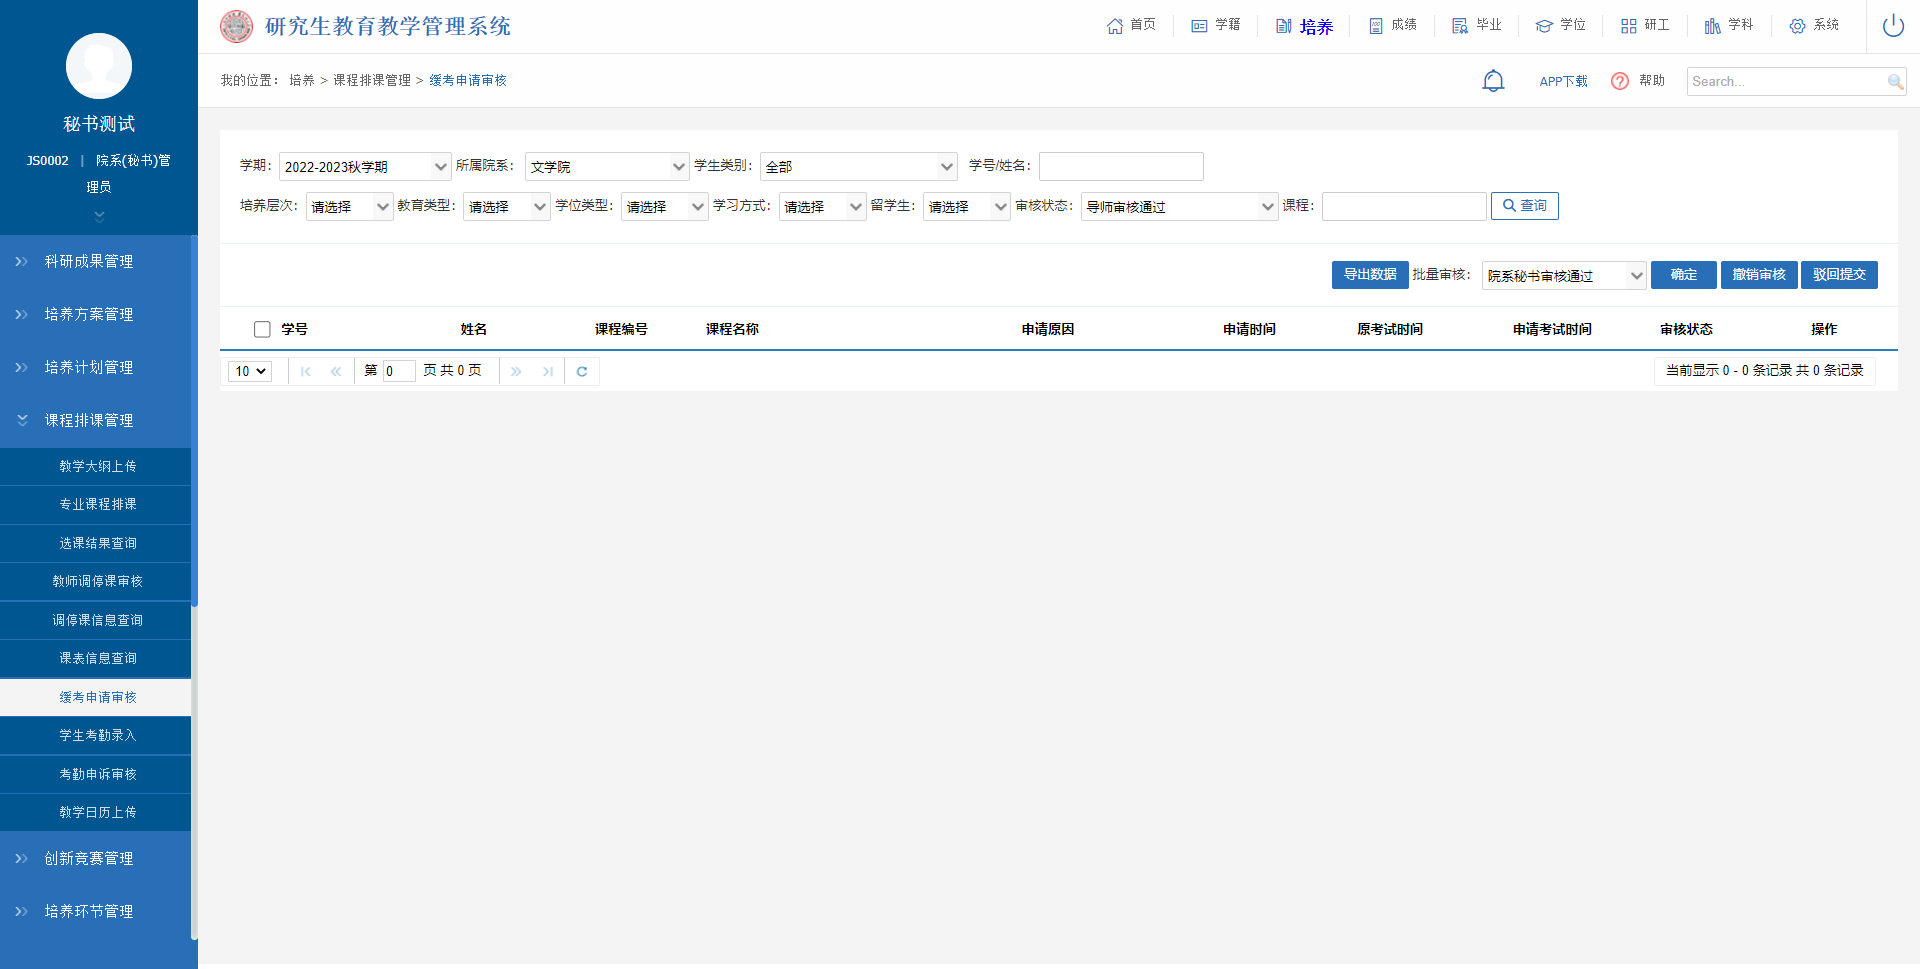 研究生教育教学管理系统
首页 学籍 培养 成绩 毕业 学位 研工 学科 系统
秘书测试
JS0002 | 院系(秘书)管
理员
我的位置： 培养 > 课程排课管理 > 缓考申请审核
APP下载 帮助 Search...
科研成果管理
培养方案管理
培养计划管理
课程排课管理
教学大纲上传
专业课程排课
选课结果查询
教师调停课审核
调停课信息查询
课表信息查询
缓考申请审核
学生考勤录入
考勤申诉审核
教学日历上传
创新竞赛管理
培养环节管理
学期： 2022-2023秋学期 所属院系： 文学院 学生类别： 全部 学号/姓名：
培养层次： 请选择 教育类型： 请选择 学位类型： 请选择 学习方式： 请选择 留学生： 请选择 审核状态： 导师审核通过 课程： 查询
导出数据 批量审核： 院系秘书审核通过 确定 撤销审核 驳回提交
学号 姓名 课程编号 课程名称 申请原因 申请时间 原考试时间 申请考试时间 审核状态 操作
10 第 0 页 共 0 页 当前显示 0 - 0 条记录 共 0 条记录